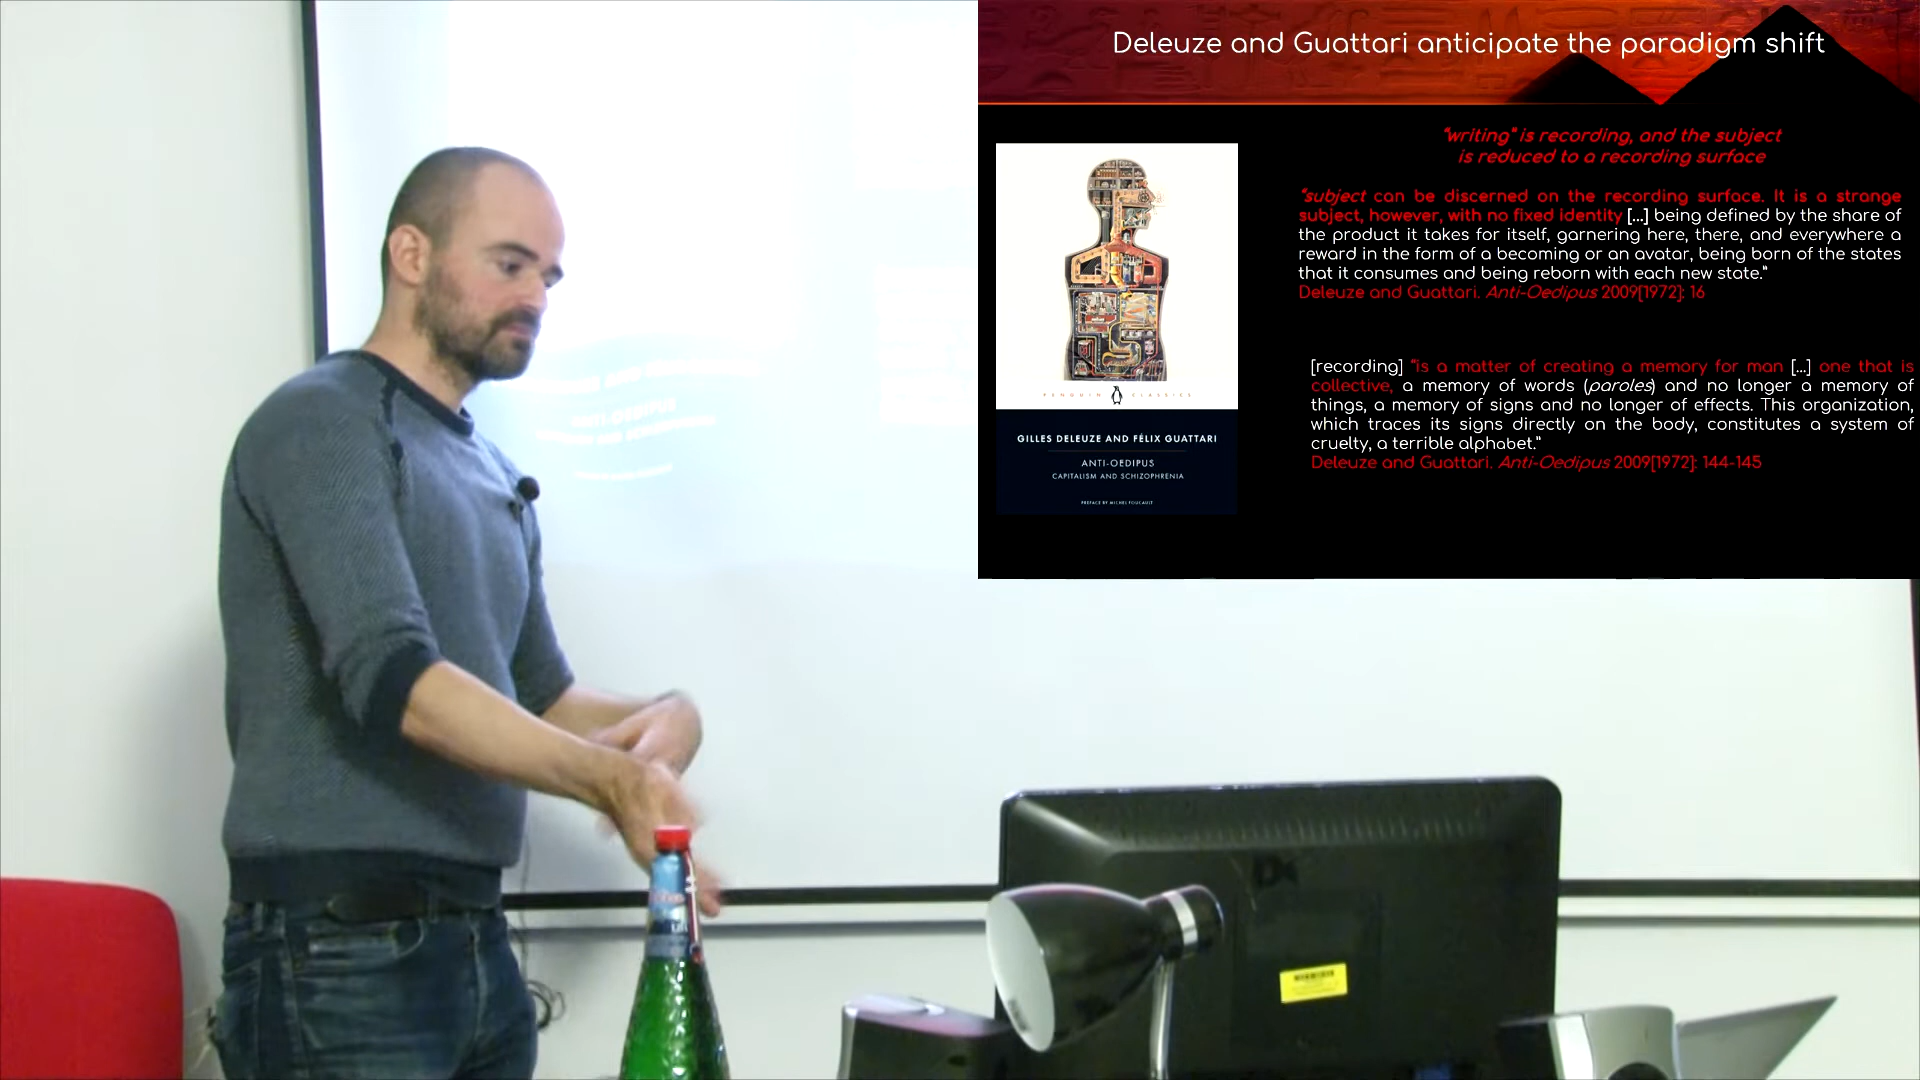 Deleuze and Guattari anticipate the paradigm shift
"writing" is recording, and the subject
is reduced to a recording surface
"subject can be discerned on the recording surface. It is a strange
subject, however, with no fixed identity [...] being defined by the share of
the product it takes for itself, garnering here, there, and everywhere a
reward in the form of a becoming or an avatar, being born of the states
that it consumes and being reborn with each new state."
Deleuze and Guattari. Anti-Oedipus 2009[1972]: 16
[recording] "is a matter of creating a memory for man [...] one that is
collective, a memory of words (paroles) and no longer a memory of
things, a memory of signs and no longer of effects. This organization,
which traces its signs directly on the body, constitutes a system of
cruelty, a terrible alphabet."
Deleuze and Guattari. Anti-Oedipus 2009[1972]: 144-145
PENGUIN CLASSICS
GILLES DELEUZE AND FÉLIX GUATTARI
ANTI-OEDIPUS
CAPITALISM AND SCHIZOPHRENIA
PREFACE BY MICHEL FOUCAULT